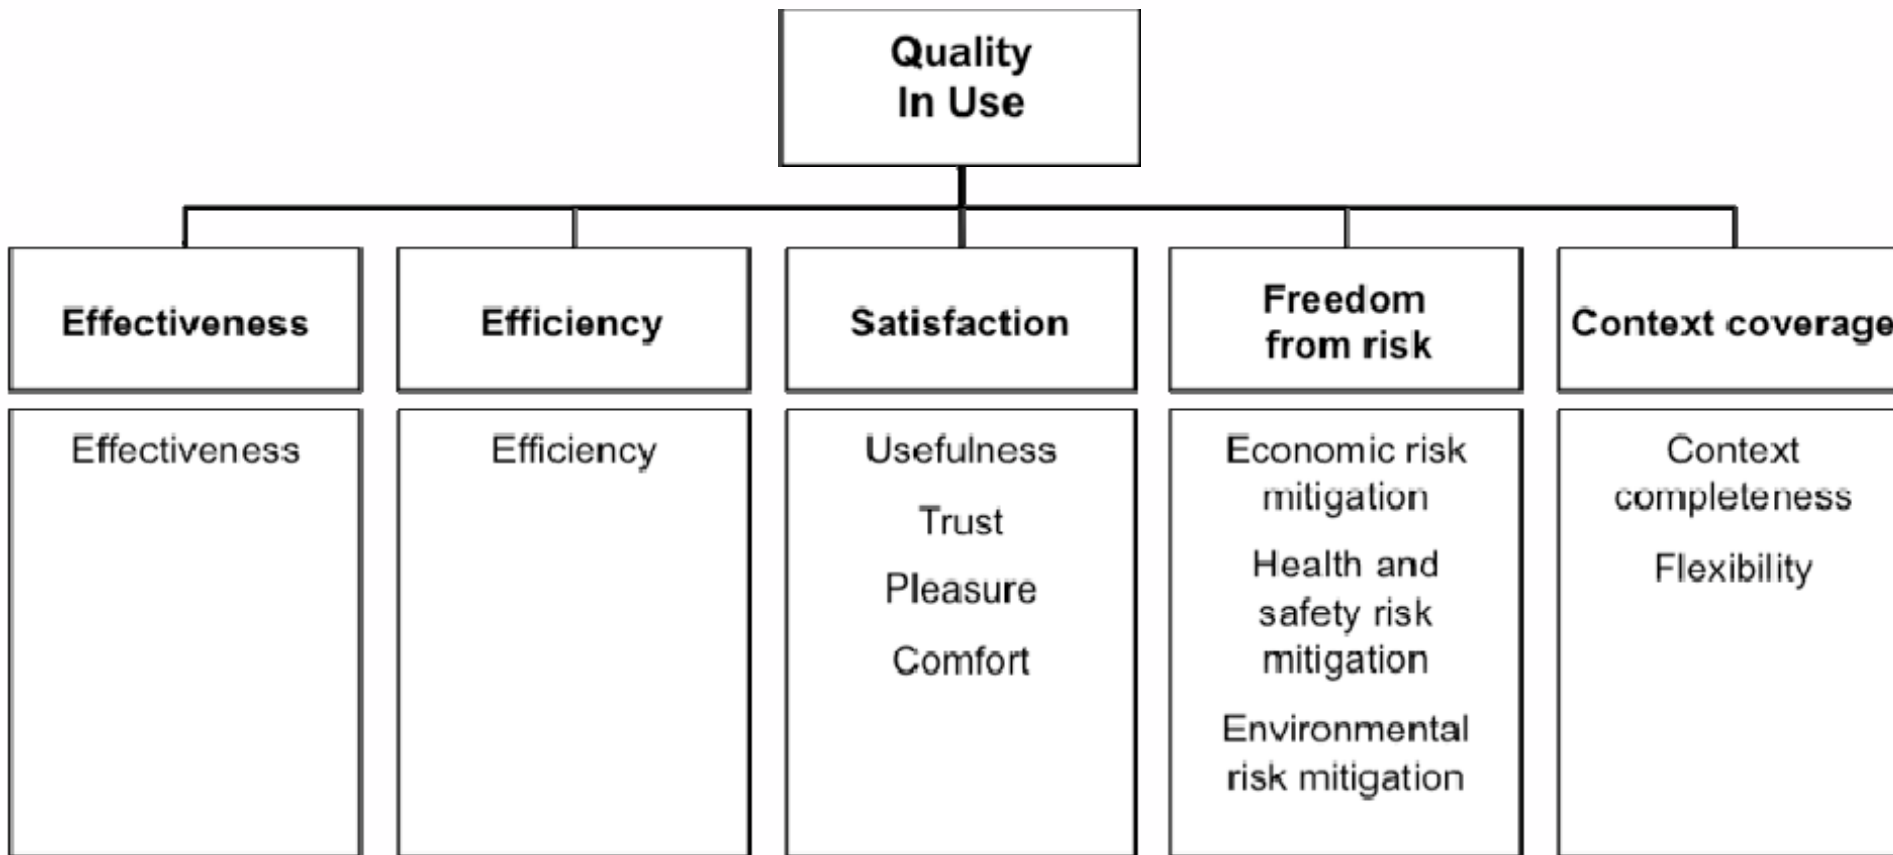 Quality
In Use
Effectiveness
Efficiency
Satisfaction
Freedom
from risk
Context coverage
Effectiveness
Efficiency
Usefulness
Trust
Pleasure
Comfort
Economic risk
mitigation
Health and
safety risk
mitigation
Environmental
risk mitigation
Context
completeness
Flexibility